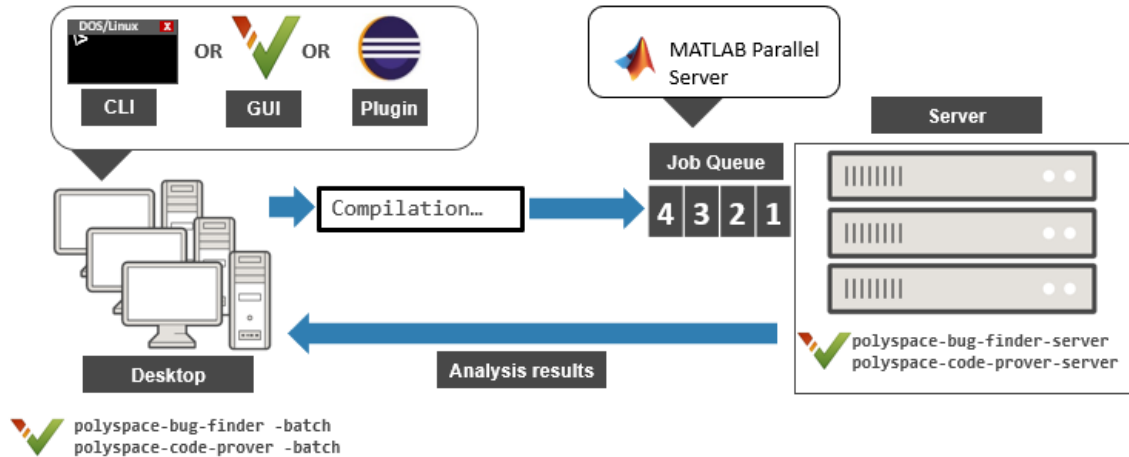 DOS/Linux X
\>
OR
OR
CLI
GUI
Plugin
MATLAB Parallel
Server
Server
Job Queue
4 3 2 1
Compilation…
polyspace-bug-finder-server
polyspace-code-prover-server
Analysis results
Desktop
polyspace-bug-finder -batch
polyspace-code-prover -batch